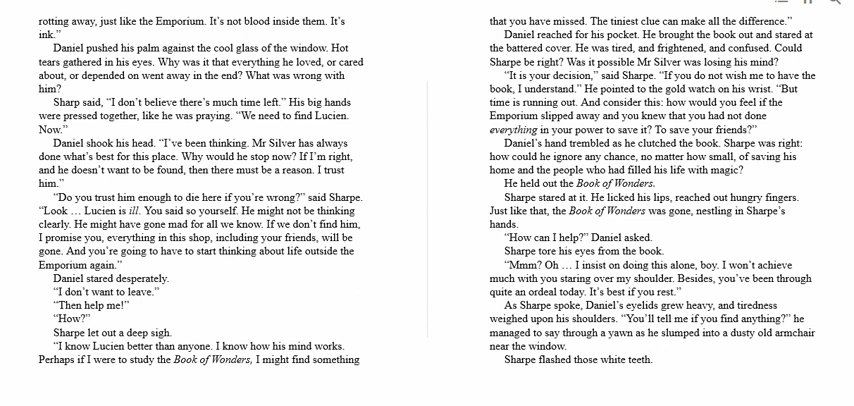 rotting away, just like the Emporium. It's not blood inside them. It's
ink."
Daniel pushed his palm against the cool glass of the window. Hot
tears gathered in his eyes. Why was it that everything he loved, or cared
about, or depended on went away in the end? What was wrong with
him?
Sharp said, "I don't believe there's much time left." His big hands
were pressed together, like he was praying. "We need to find Lucien.
Now."
Daniel shook his head. "I've been thinking. Mr Silver has always
done what's best for this place. Why would he stop now? If I'm right,
and he doesn't want to be found, then there must be a reason. I trust
him."
"Do you trust him enough to die here if you're wrong?" said Sharpe.
"Look … Lucien is ill. You said so yourself. He might not be thinking
clearly. He might have gone mad for all we know. If we don't find him,
I promise you, everything in this shop, including your friends, will be
gone. And you're going to have to start thinking about life outside the
Emporium again."
Daniel stared desperately.
"I don't want to leave."
"Then help me!"
"How?"
Sharpe let out a deep sigh.
"I know Lucien better than anyone. I know how his mind works.
Perhaps if I were to study the Book of Wonders, I might find something
that you have missed. The tiniest clue can make all the difference."
Daniel reached for his pocket. He brought the book out and stared at
the battered cover. He was tired, and frightened, and confused. Could
Sharpe be right? Was it possible Mr Silver was losing his mind?
"It is your decision," said Sharpe. "If you do not wish me to have the
book, I understand." He pointed to the gold watch on his wrist. "But
time is running out. And consider this: how would you feel if the
Emporium slipped away and you knew that you had not done
everything in your power to save it? To save your friends?"
Daniel's hand trembled as he clutched the book. Sharpe was right:
how could he ignore any chance, no matter how small, of saving his
home and the people who had filled his life with magic?
He held out the Book of Wonders.
Sharpe stared at it. He licked his lips, reached out hungry fingers.
Just like that, the Book of Wonders was gone, nestling in Sharpe's
hands.
"How can I help?" Daniel asked.
Sharpe tore his eyes from the book.
"Mmm? Oh … I insist on doing this alone, boy. I won't achieve
much with you staring over my shoulder. Besides, you've been through
quite an ordeal today. It's best if you rest."
As Sharpe spoke, Daniel's eyelids grew heavy, and tiredness
weighed upon his shoulders. "You'll tell me if you find anything?" he
managed to say through a yawn as he slumped into a dusty old armchair
near the window.
Sharpe flashed those white teeth.